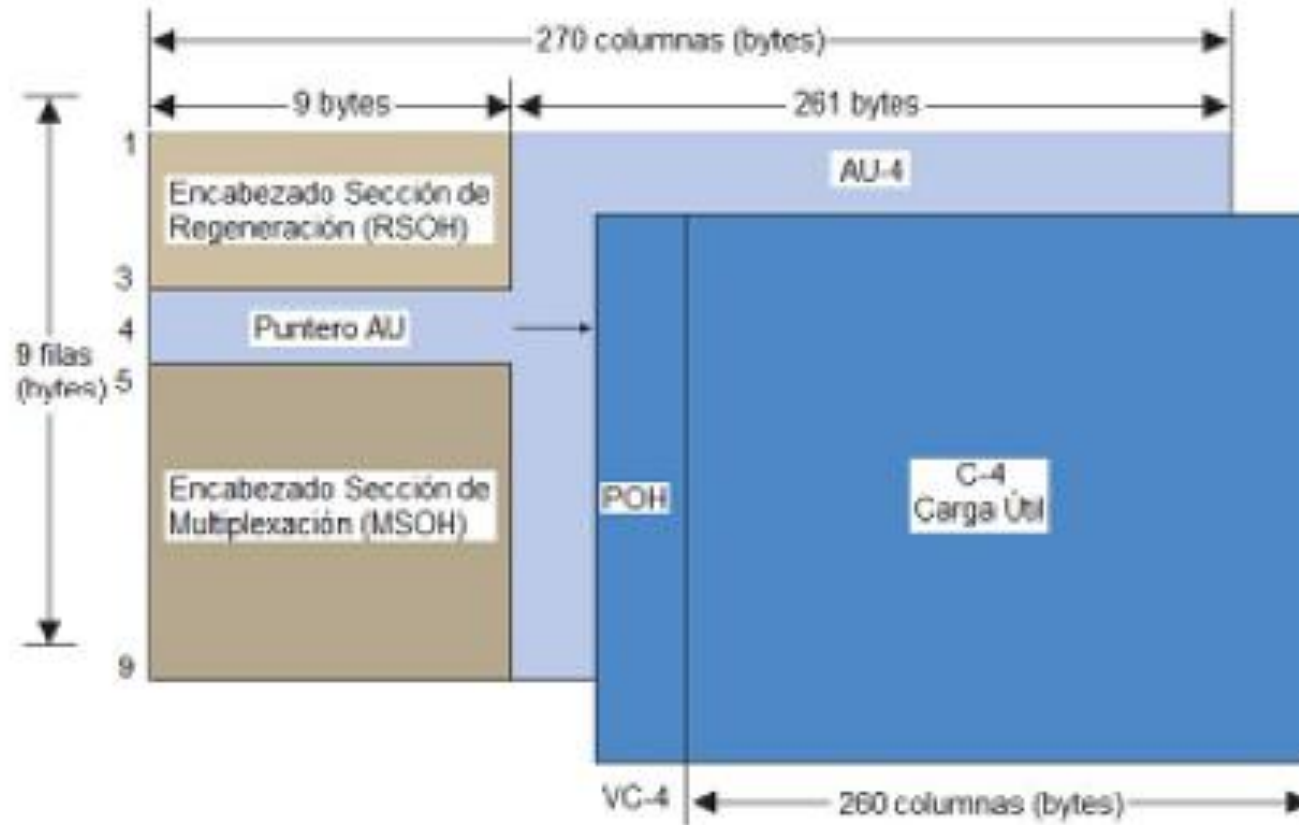 270 columnas (bytes)
9 bytes
261 bytes
1
AU-4
Encabezado Sección de
Regeneración (RSOH)
3
4
Puntero AU
9 filas
(bytes)
5
Encabezado Sección de
Multiplexación (MSOH)
POH
C-4
Carga Útil
9
VC-4
260 columnas (bytes)